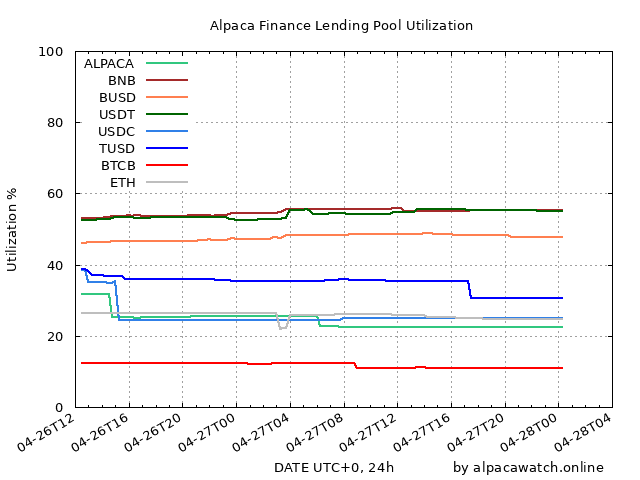 Alpaca Finance Lending Pool Utilization
Utilization %
100
80
60
40
20
0
ALPACA
BNB
BUSD
USDT
USDC
TUSD
BTCB
ETH
04-26T12
04-26T16
04-26T20
04-27T00
04-27T04
04-27T08
04-27T12
04-27T16
04-27T20
04-28T00
04-28T04
DATE UTC+0, 24h
by alpacawatch.online